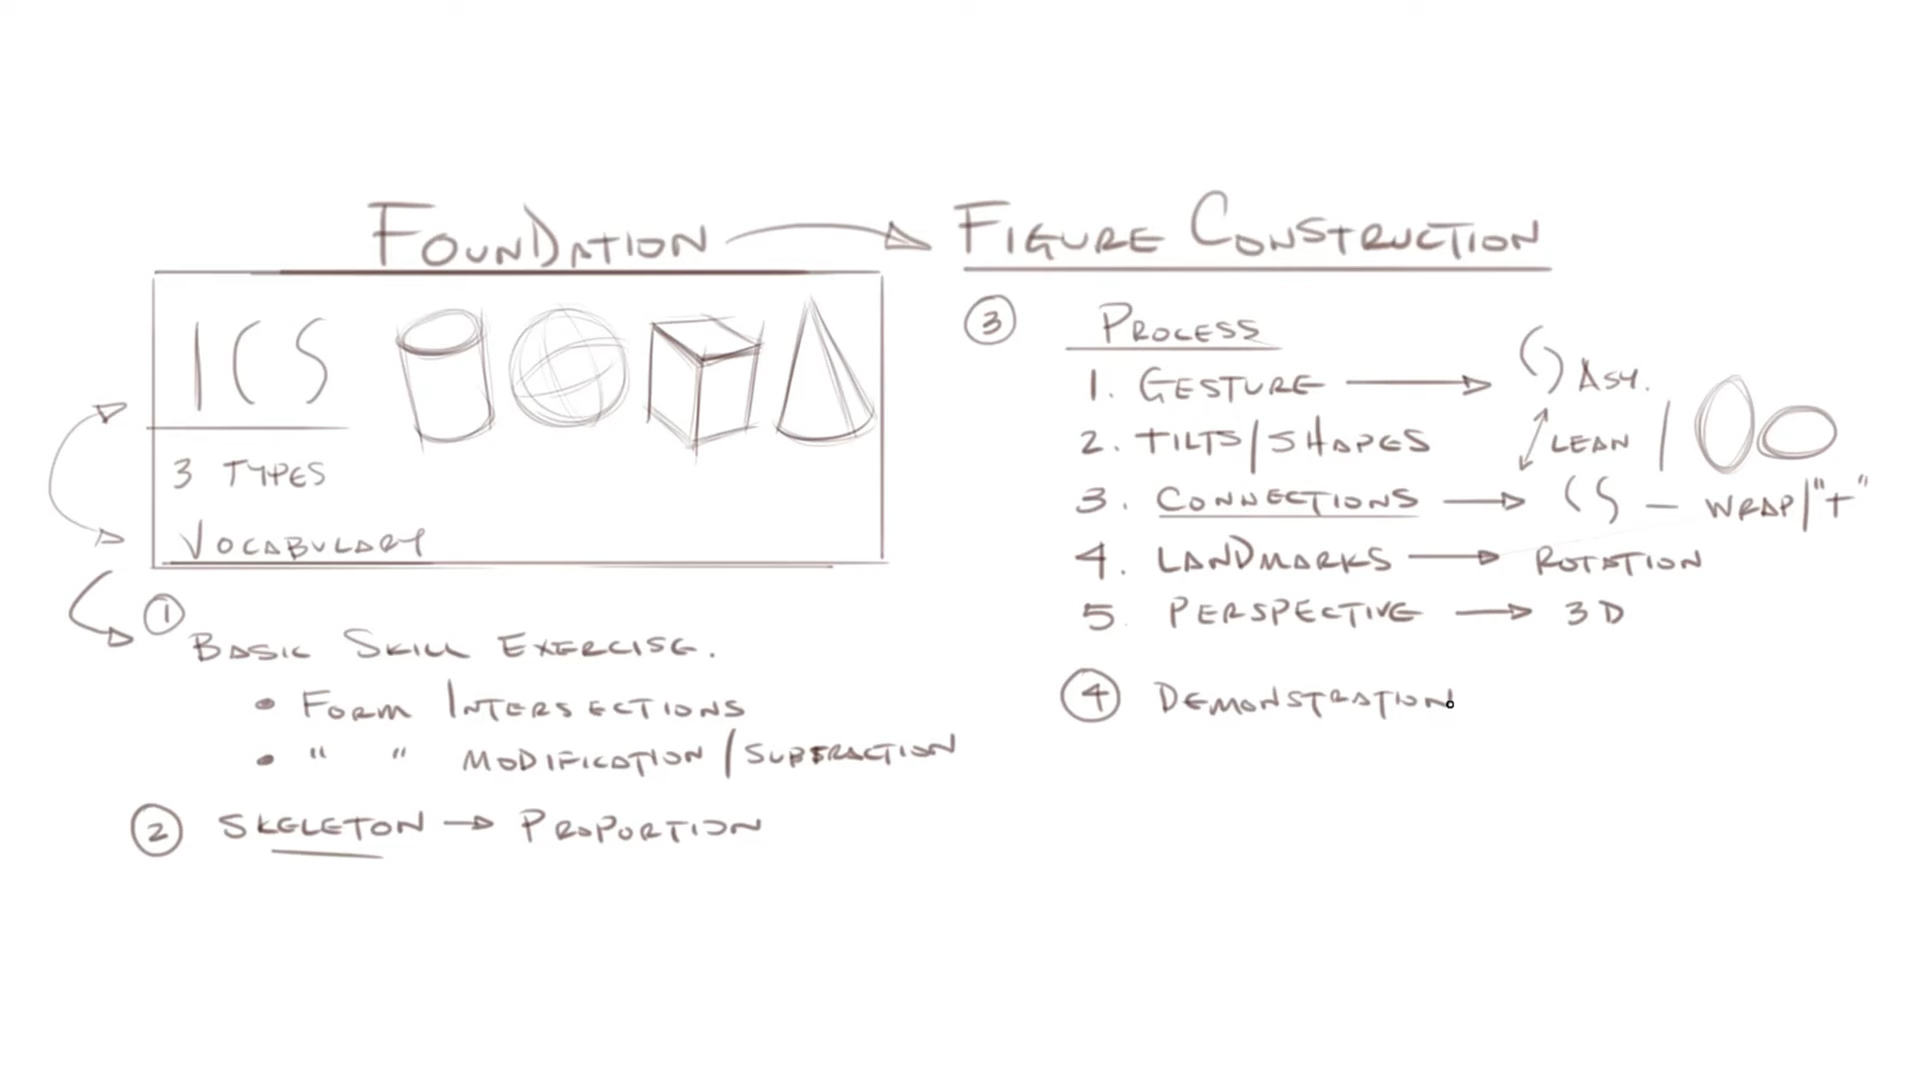 FOUNDATION
I C S
3 TYPES
VOCABULARY
1
BASIC SKILL EXERCISE.
• FORM INTERSECTIONS
• " " MODIFICATION/SUBTRACTION
2 SKELETON → PROPORTION
FIGURE CONSTRUCTION
3 PROCESS
1. GESTURE → ( ) ASY.
2. TILTS/SHAPES LEAN
3. CONNECTIONS → C S — WRAP/"T"
4. LANDMARKS → ROTATION
5. PERSPECTIVE → 3D
4 DEMONSTRATION